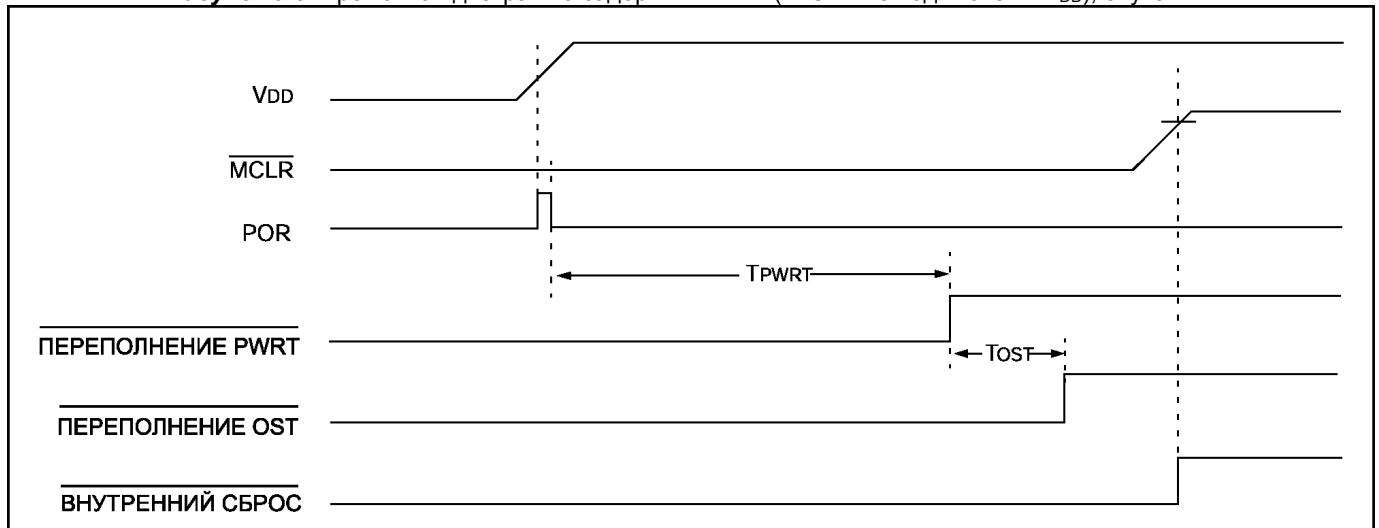 VDD
MCLR
POR
TPWRT
ПЕРЕПОЛНЕНИЕ PWRT
TOST
ПЕРЕПОЛНЕНИЕ OST
ВНУТРЕННИЙ СБРОС